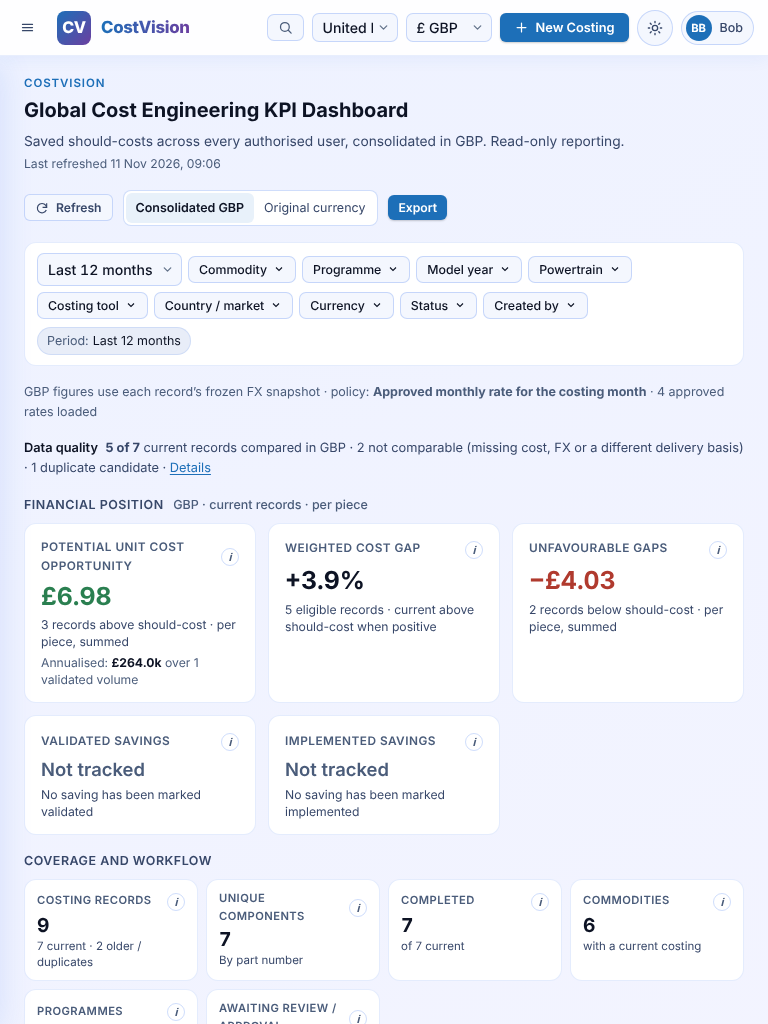 CV CostVision United l £ GBP + New Costing BB Bob
COSTVISION
Global Cost Engineering KPI Dashboard
Saved should-costs across every authorised user, consolidated in GBP. Read-only reporting.
Last refreshed 11 Nov 2026, 09:06
Refresh Consolidated GBP Original currency Export
Last 12 months Commodity Programme Model year Powertrain
Costing tool Country / market Currency Status Created by
Period: Last 12 months
GBP figures use each record's frozen FX snapshot · policy: Approved monthly rate for the costing month · 4 approved
rates loaded
Data quality 5 of 7 current records compared in GBP · 2 not comparable (missing cost, FX or a different delivery basis)
· 1 duplicate candidate · Details
FINANCIAL POSITION GBP · current records · per piece
POTENTIAL UNIT COST
OPPORTUNITY i
£6.98
3 records above should-cost · per
piece, summed
Annualised: £264.0k over 1
validated volume
WEIGHTED COST GAP i
+3.9%
5 eligible records · current above
should-cost when positive
UNFAVOURABLE GAPS i
−£4.03
2 records below should-cost · per
piece, summed
VALIDATED SAVINGS i
Not tracked
No saving has been marked
validated
IMPLEMENTED SAVINGS i
Not tracked
No saving has been marked
implemented
COVERAGE AND WORKFLOW
COSTING RECORDS i
9
7 current · 2 older /
duplicates
UNIQUE
COMPONENTS i
7
By part number
COMPLETED i
7
of 7 current
COMMODITIES i
6
with a current costing
PROGRAMMES i
AWAITING REVIEW /
APPROVAL i